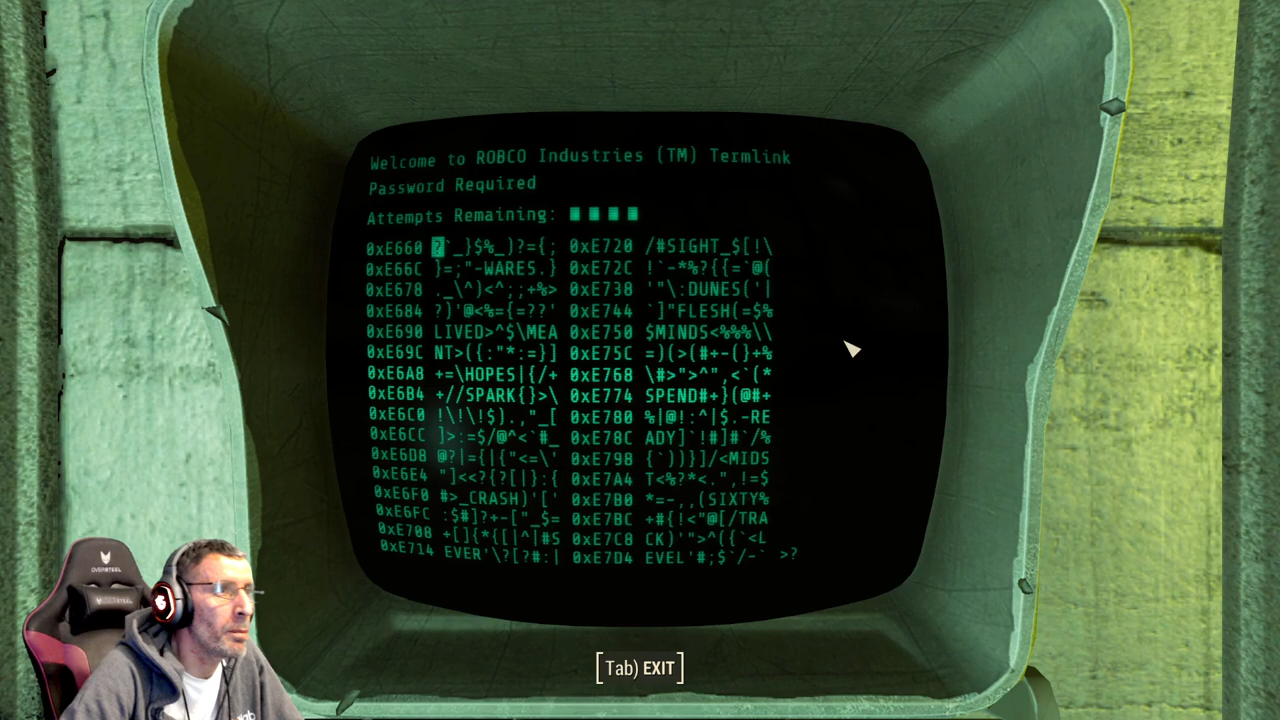 Welcome to ROBCO Industries (TM) Termlink
Password Required
Attempts Remaining: ■ ■ ■ ■
0xE660 ?`_}$%_)?={; 0xE720 /#SIGHT_$[!\
0xE66C }=;"-WARES.} 0xE72C !`-*%?{{=`@(
0xE678 ._\^)<^;;+%> 0xE738 '"\:DUNES('|
0xE684 ?)'@<%={=??' 0xE744 `]"FLESH(=$%
0xE690 LIVED>^$\MEA 0xE750 $MINDS<%%%\\
0xE69C NT>({:"*:=}] 0xE75C =)(>(#+-(}+%
0xE6A8 +=\HOPES|{/+ 0xE768 \#>">^",<`(*
0xE6B4 +//SPARK{}>\ 0xE774 SPEND#+}(@#+
0xE6C0 !\!\!$).,"_[ 0xE780 %|@!:^|$.-RE
0xE6CC ]>:=$/@^<`#_ 0xE78C ADY]`!#]#`/%
0xE6D8 @?|={|{"<=\' 0xE798 {`))}]/<MIDS
0xE6E4 "]<<?{?[|}:{ 0xE7A4 T<%?*<.",!=$
0xE6F0 #>_CRASH)'[' 0xE7B0 *=-,,(SIXTY%
0xE6FC :$#]?+-["_$= 0xE7BC +#{!<"@[/TRA
0xE708 +[]{*{[|^]#S 0xE7C8 CK)'">^({`<L
0xE714 EVER'\?[?#:| 0xE7D4 EVEL'#;$`/-` >?
[Tab) EXIT]
OVERSTEEL